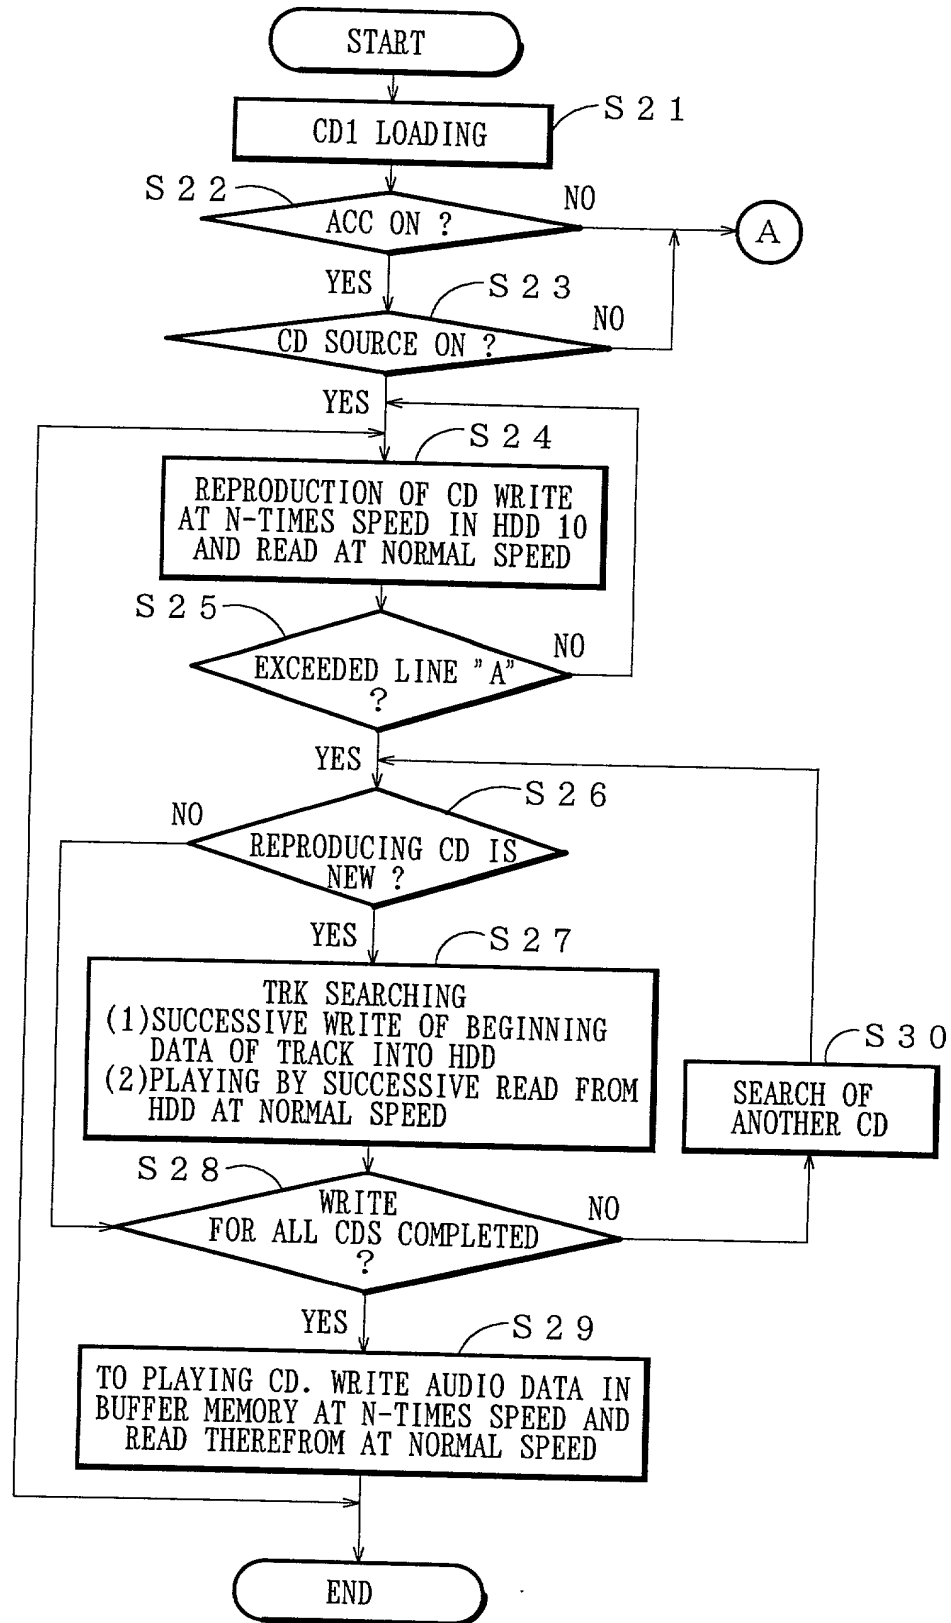 START
S21
CD1 LOADING
S22
NO
ACC ON ?
A
YES
S23
NO
CD SOURCE ON ?
YES
S24
REPRODUCTION OF CD WRITE
AT N-TIMES SPEED IN HDD 10
AND READ AT NORMAL SPEED
S25
NO
EXCEEDED LINE "A"
?
YES
S26
NO
REPRODUCING CD IS
NEW ?
YES
S27
TRK SEARCHING
(1)SUCCESSIVE WRITE OF BEGINNING
DATA OF TRACK INTO HDD
(2)PLAYING BY SUCCESSIVE READ FROM
HDD AT NORMAL SPEED
S30
SEARCH OF
ANOTHER CD
S28
WRITE
FOR ALL CDS COMPLETED
?
NO
YES
S29
TO PLAYING CD. WRITE AUDIO DATA IN
BUFFER MEMORY AT N-TIMES SPEED AND
READ THEREFROM AT NORMAL SPEED
END